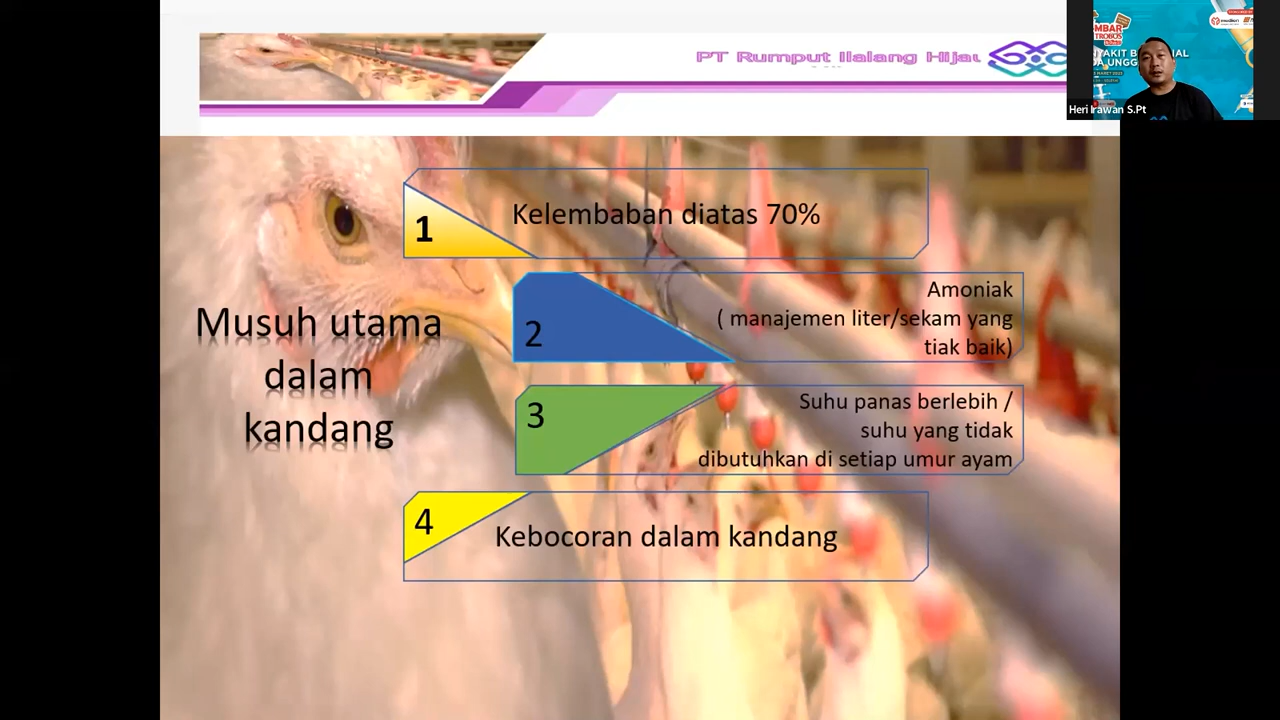 PT Rumput Ilalang Hijau
Heri Irawan S.Pt
Musuh utama
dalam
kandang
1
Kelembaban diatas 70%
2
Amoniak
( manajemen liter/sekam yang
tiak baik)
3
Suhu panas berlebih /
suhu yang tidak
dibutuhkan di setiap umur ayam
4
Kebocoran dalam kandang